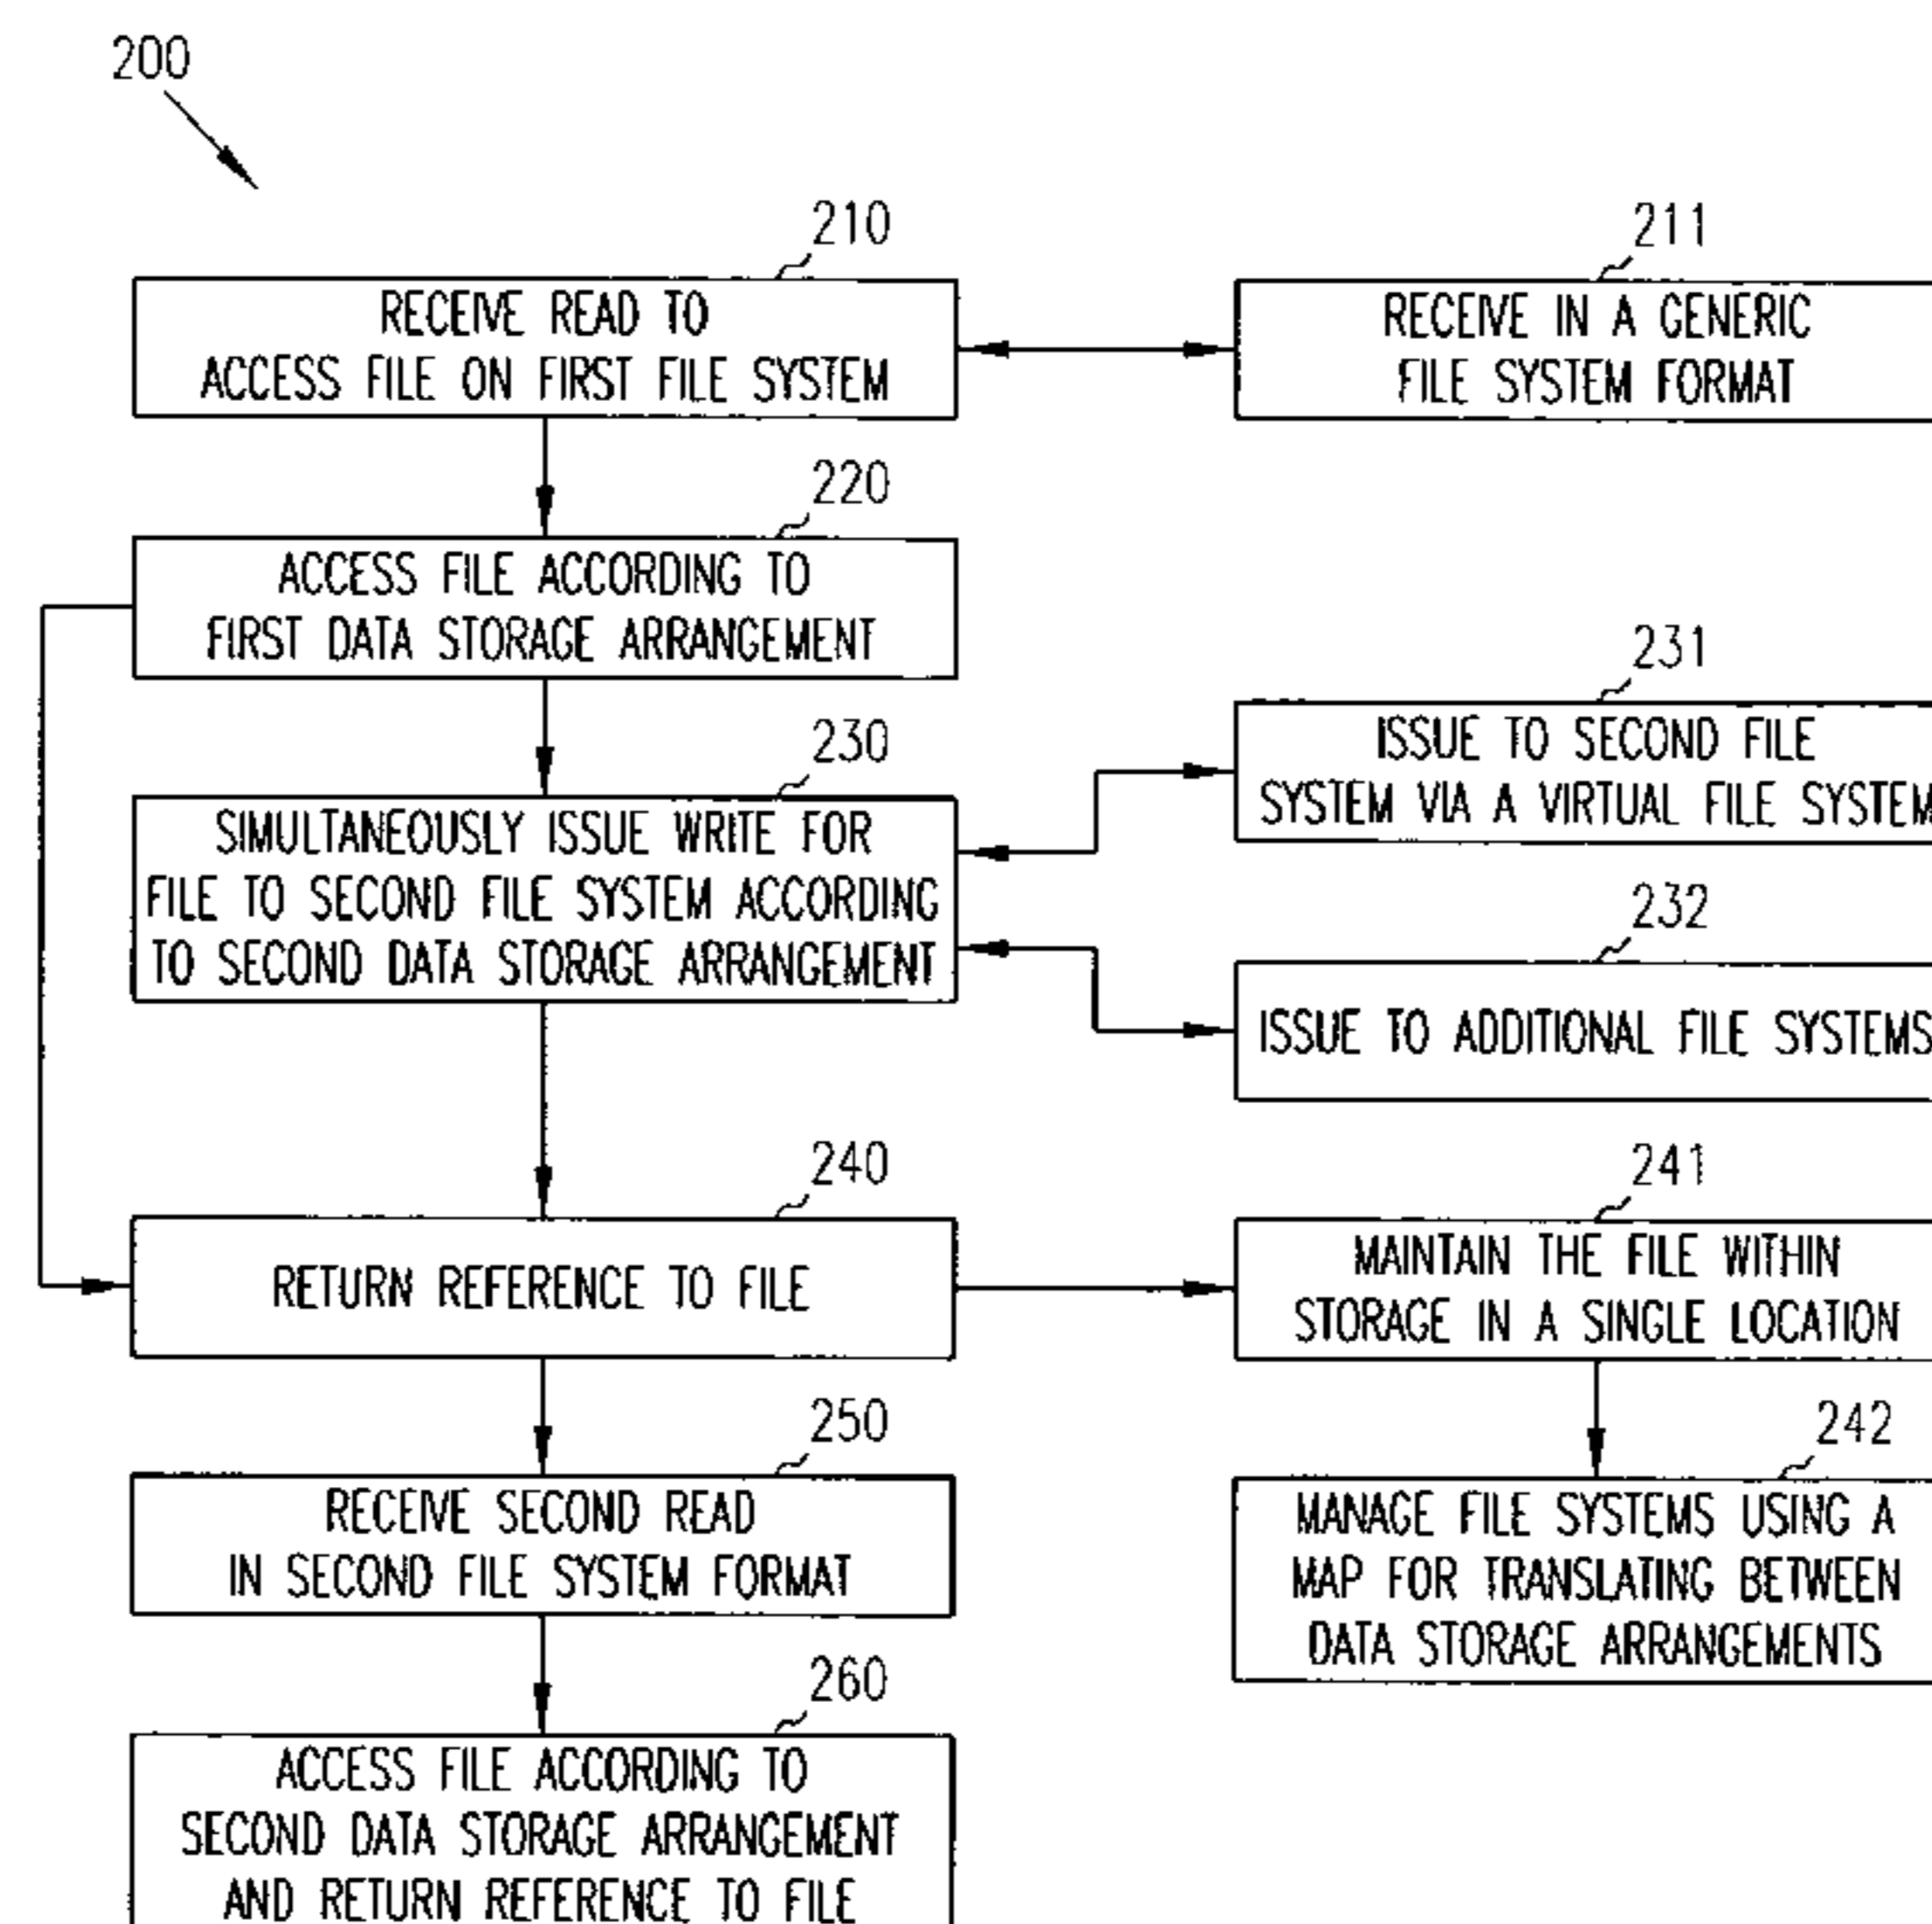 200
210
RECEIVE READ TO
ACCESS FILE ON FIRST FILE SYSTEM
211
RECEIVE IN A GENERIC
FILE SYSTEM FORMAT
220
ACCESS FILE ACCORDING TO
FIRST DATA STORAGE ARRANGEMENT
230
SIMULTANEOUSLY ISSUE WRITE FOR
FILE TO SECOND FILE SYSTEM ACCORDING
TO SECOND DATA STORAGE ARRANGEMENT
231
ISSUE TO SECOND FILE
SYSTEM VIA A VIRTUAL FILE SYSTEM
232
ISSUE TO ADDITIONAL FILE SYSTEMS
240
RETURN REFERENCE TO FILE
241
MAINTAIN THE FILE WITHIN
STORAGE IN A SINGLE LOCATION
242
MANAGE FILE SYSTEMS USING A
MAP FOR TRANSLATING BETWEEN
DATA STORAGE ARRANGEMENTS
250
RECEIVE SECOND READ
IN SECOND FILE SYSTEM FORMAT
260
ACCESS FILE ACCORDING TO
SECOND DATA STORAGE ARRANGEMENT
AND RETURN REFERENCE TO FILE